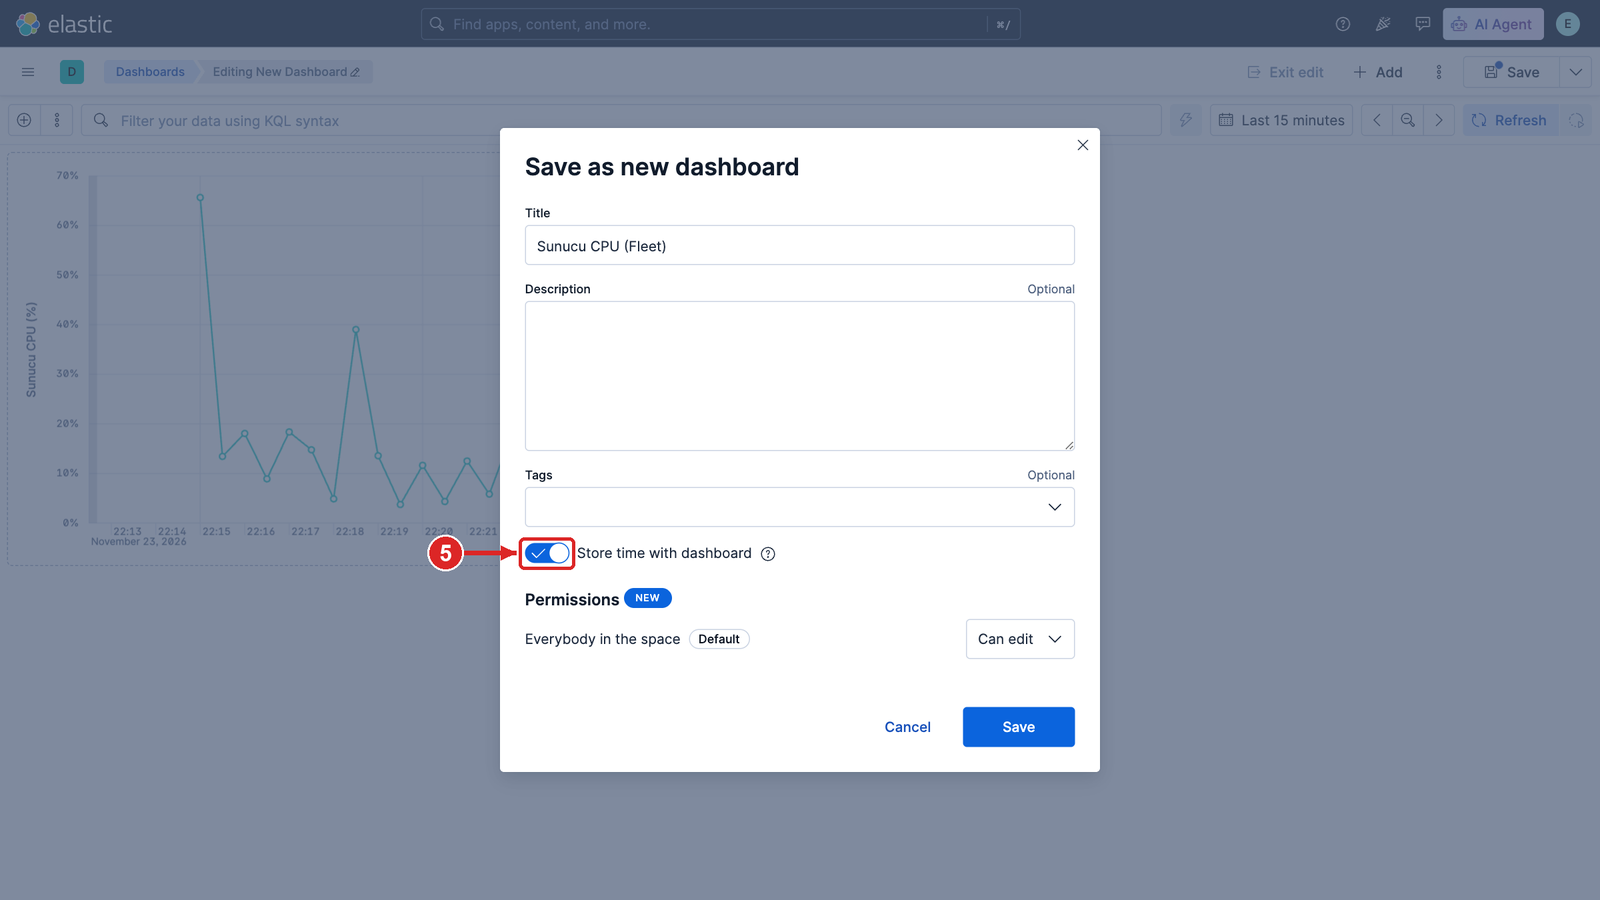 elastic
Find apps, content, and more.
⌘/
AI Agent
E
D
Dashboards
Editing New Dashboard
Exit edit
Add
Save
Filter your data using KQL syntax
Last 15 minutes
Refresh
Save as new dashboard
Title
Sunucu CPU (Fleet)
Description
Optional
Tags
Optional
5
Store time with dashboard
Permissions
NEW
Everybody in the space
Default
Can edit
Cancel
Save
Sunucu CPU (%)
70%
60%
50%
40%
30%
20%
10%
0%
22:13 22:14 22:15 22:16 22:17 22:18 22:19 22:20 22:21
November 23, 2026